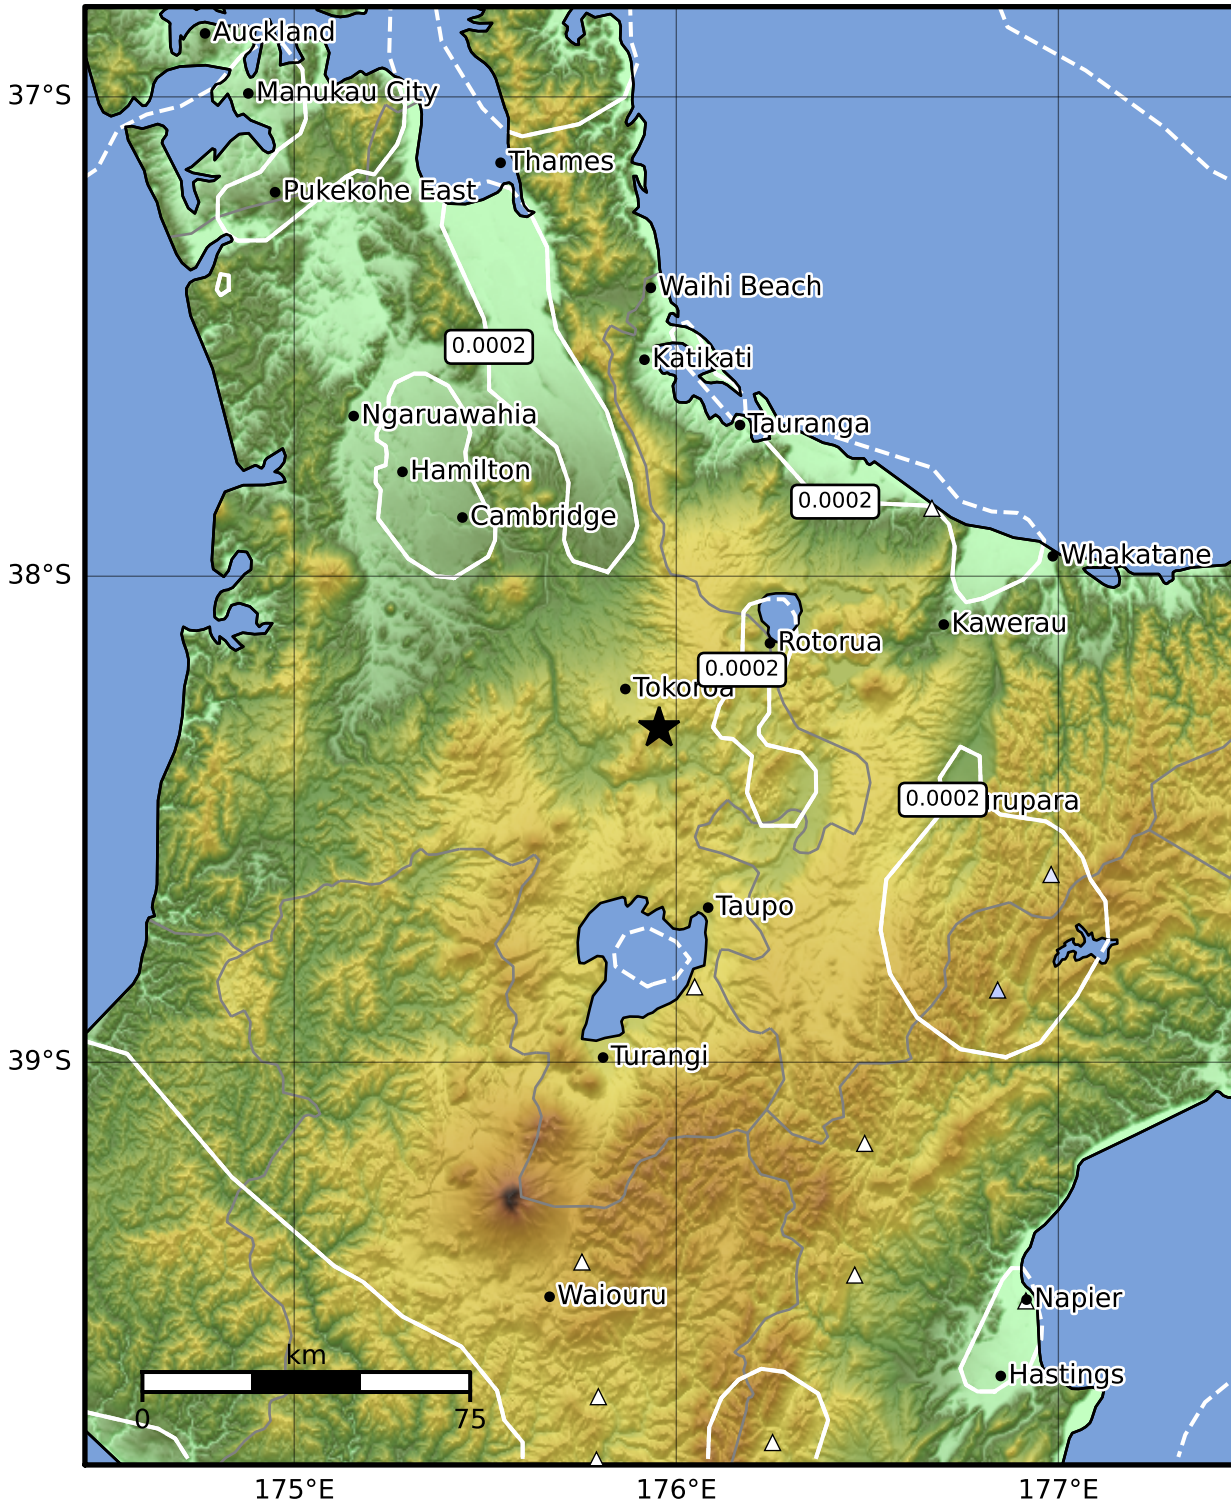 Auckland
37°S
Manukau City
Thames
Pukekohe East
Waihi Beach
0.0002
Katikati
Ngaruawahia
Tauranga
Hamilton
0.0002
Cambridge
Whakatane
38°S
Kawerau
Rotorua
0.0002
Tokoroa
0.0002
rupara
Taupo
Turangi
39°S
Waiouru
Napier
km
Hastings
0
75
175°E
176°E
177°E